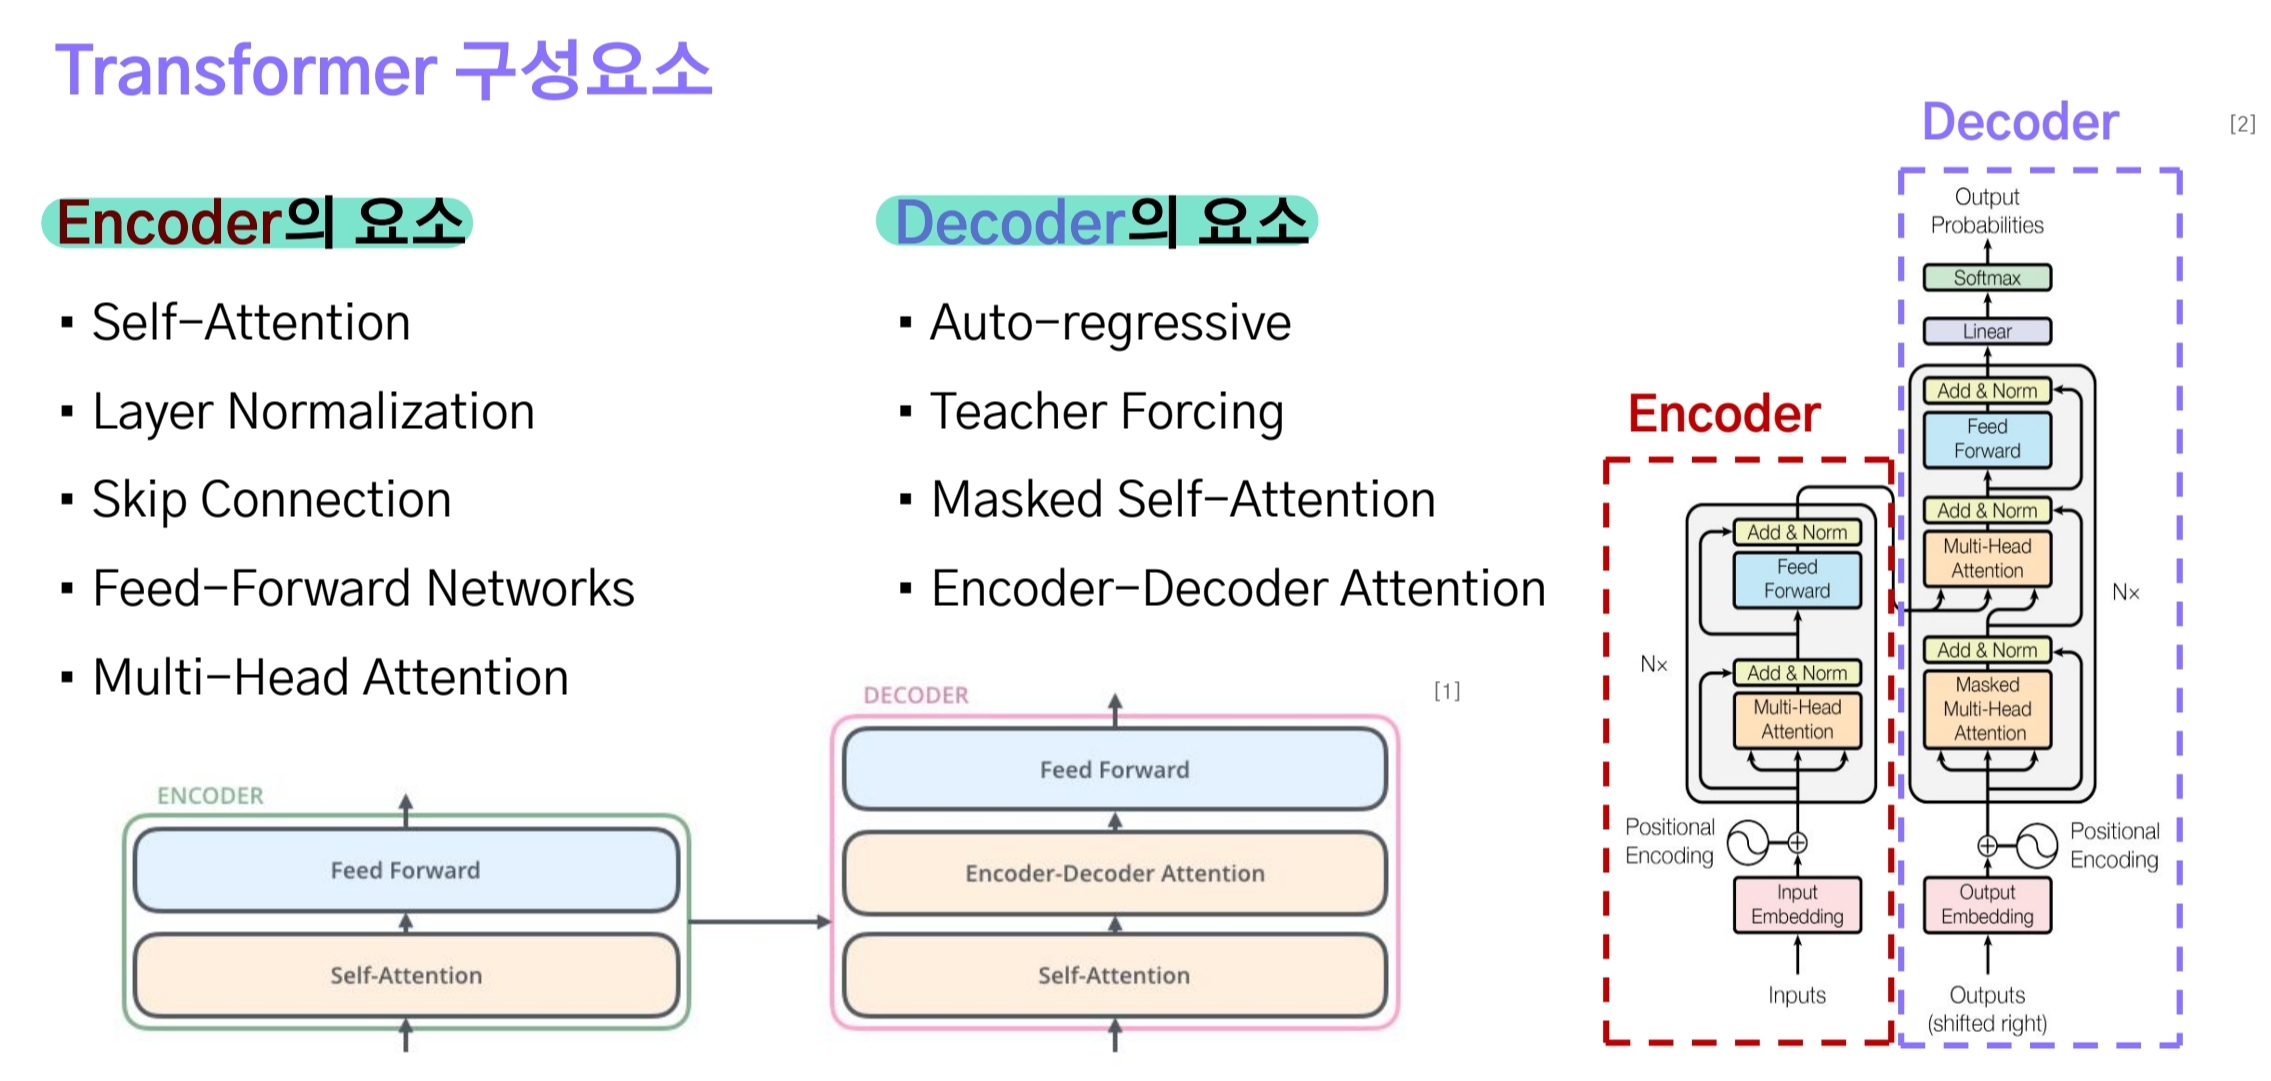 Transformer 구성요소
Encoder의 요소
▪ Self-Attention
▪ Layer Normalization
▪ Skip Connection
▪ Feed-Forward Networks
▪ Multi-Head Attention
Decoder의 요소
▪ Auto-regressive
▪ Teacher Forcing
▪ Masked Self-Attention
▪ Encoder-Decoder Attention
ENCODER
Feed Forward
Self-Attention
DECODER
[1]
Feed Forward
Encoder-Decoder Attention
Self-Attention
Encoder
Add & Norm
Feed
Forward
Nx
Add & Norm
Multi-Head
Attention
Positional
Encoding
Input
Embedding
Inputs
Decoder
[2]
Output
Probabilities
Softmax
Linear
Add & Norm
Feed
Forward
Add & Norm
Multi-Head
Attention
Nx
Add & Norm
Masked
Multi-Head
Attention
Positional
Encoding
Output
Embedding
Outputs
(shifted right)